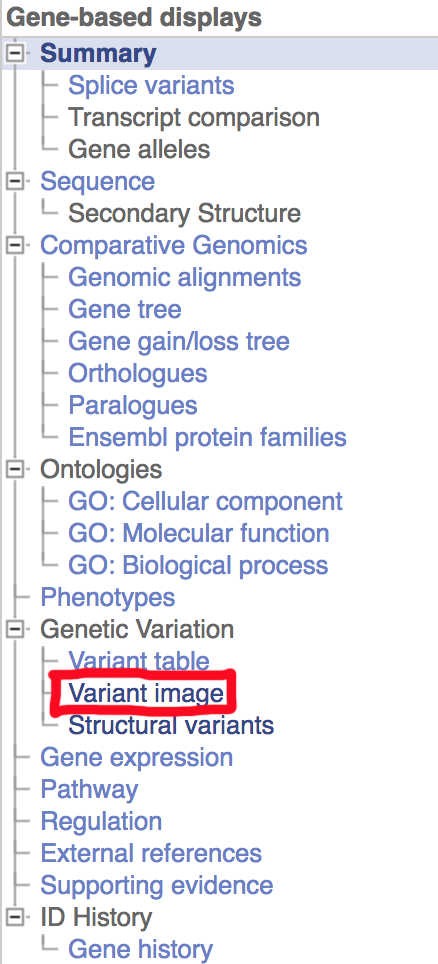 Gene-based displays
Summary
Splice variants
Transcript comparison
Gene alleles
Sequence
Secondary Structure
Comparative Genomics
Genomic alignments
Gene tree
Gene gain/loss tree
Orthologues
Paralogues
Ensembl protein families
Ontologies
GO: Cellular component
GO: Molecular function
GO: Biological process
Phenotypes
Genetic Variation
Variant table
Variant image
Structural variants
Gene expression
Pathway
Regulation
External references
Supporting evidence
ID History
Gene history